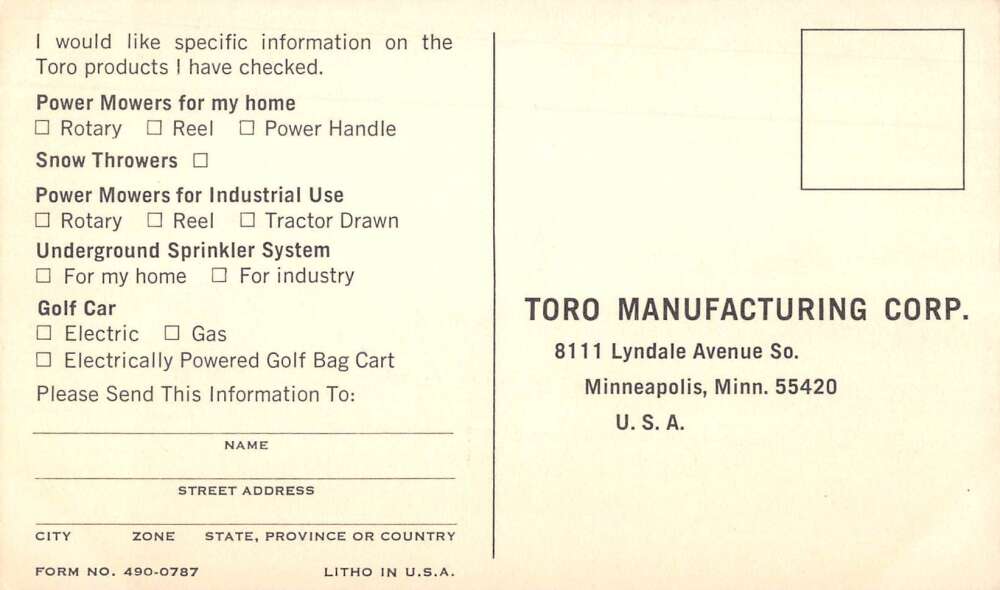 I would like specific information on the
Toro products I have checked.
Power Mowers for my home
☐ Rotary ☐ Reel ☐ Power Handle
Snow Throwers ☐
Power Mowers for Industrial Use
☐ Rotary ☐ Reel ☐ Tractor Drawn
Underground Sprinkler System
☐ For my home ☐ For industry
Golf Car
☐ Electric ☐ Gas
☐ Electrically Powered Golf Bag Cart
Please Send This Information To:
NAME
STREET ADDRESS
CITY ZONE STATE, PROVINCE OR COUNTRY
FORM NO. 490-0787 LITHO IN U.S.A.
TORO MANUFACTURING CORP.
8111 Lyndale Avenue So.
Minneapolis, Minn. 55420
U. S. A.